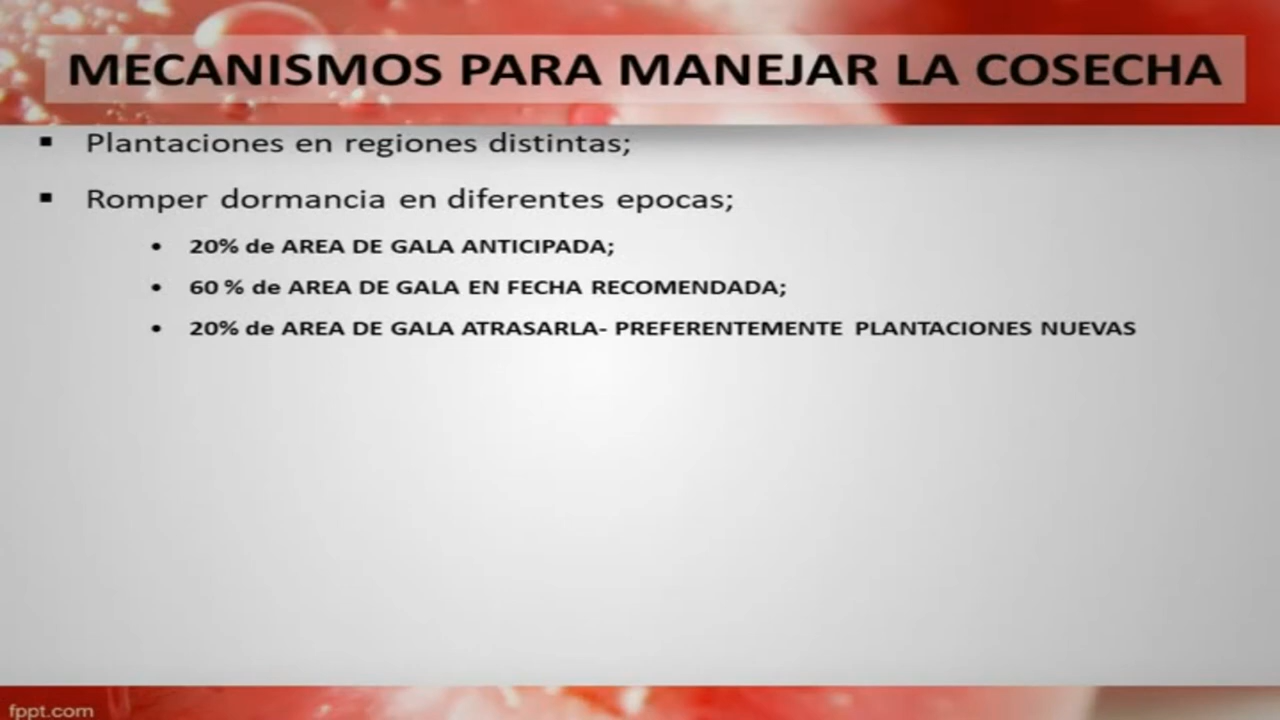 MECANISMOS PARA MANEJAR LA COSECHA
▪ Plantaciones en regiones distintas;
▪ Romper dormancia en diferentes epocas;
• 20% de AREA DE GALA ANTICIPADA;
• 60 % de AREA DE GALA EN FECHA RECOMENDADA;
• 20% de AREA DE GALA ATRASARLA- PREFERENTEMENTE PLANTACIONES NUEVAS
fppt.com